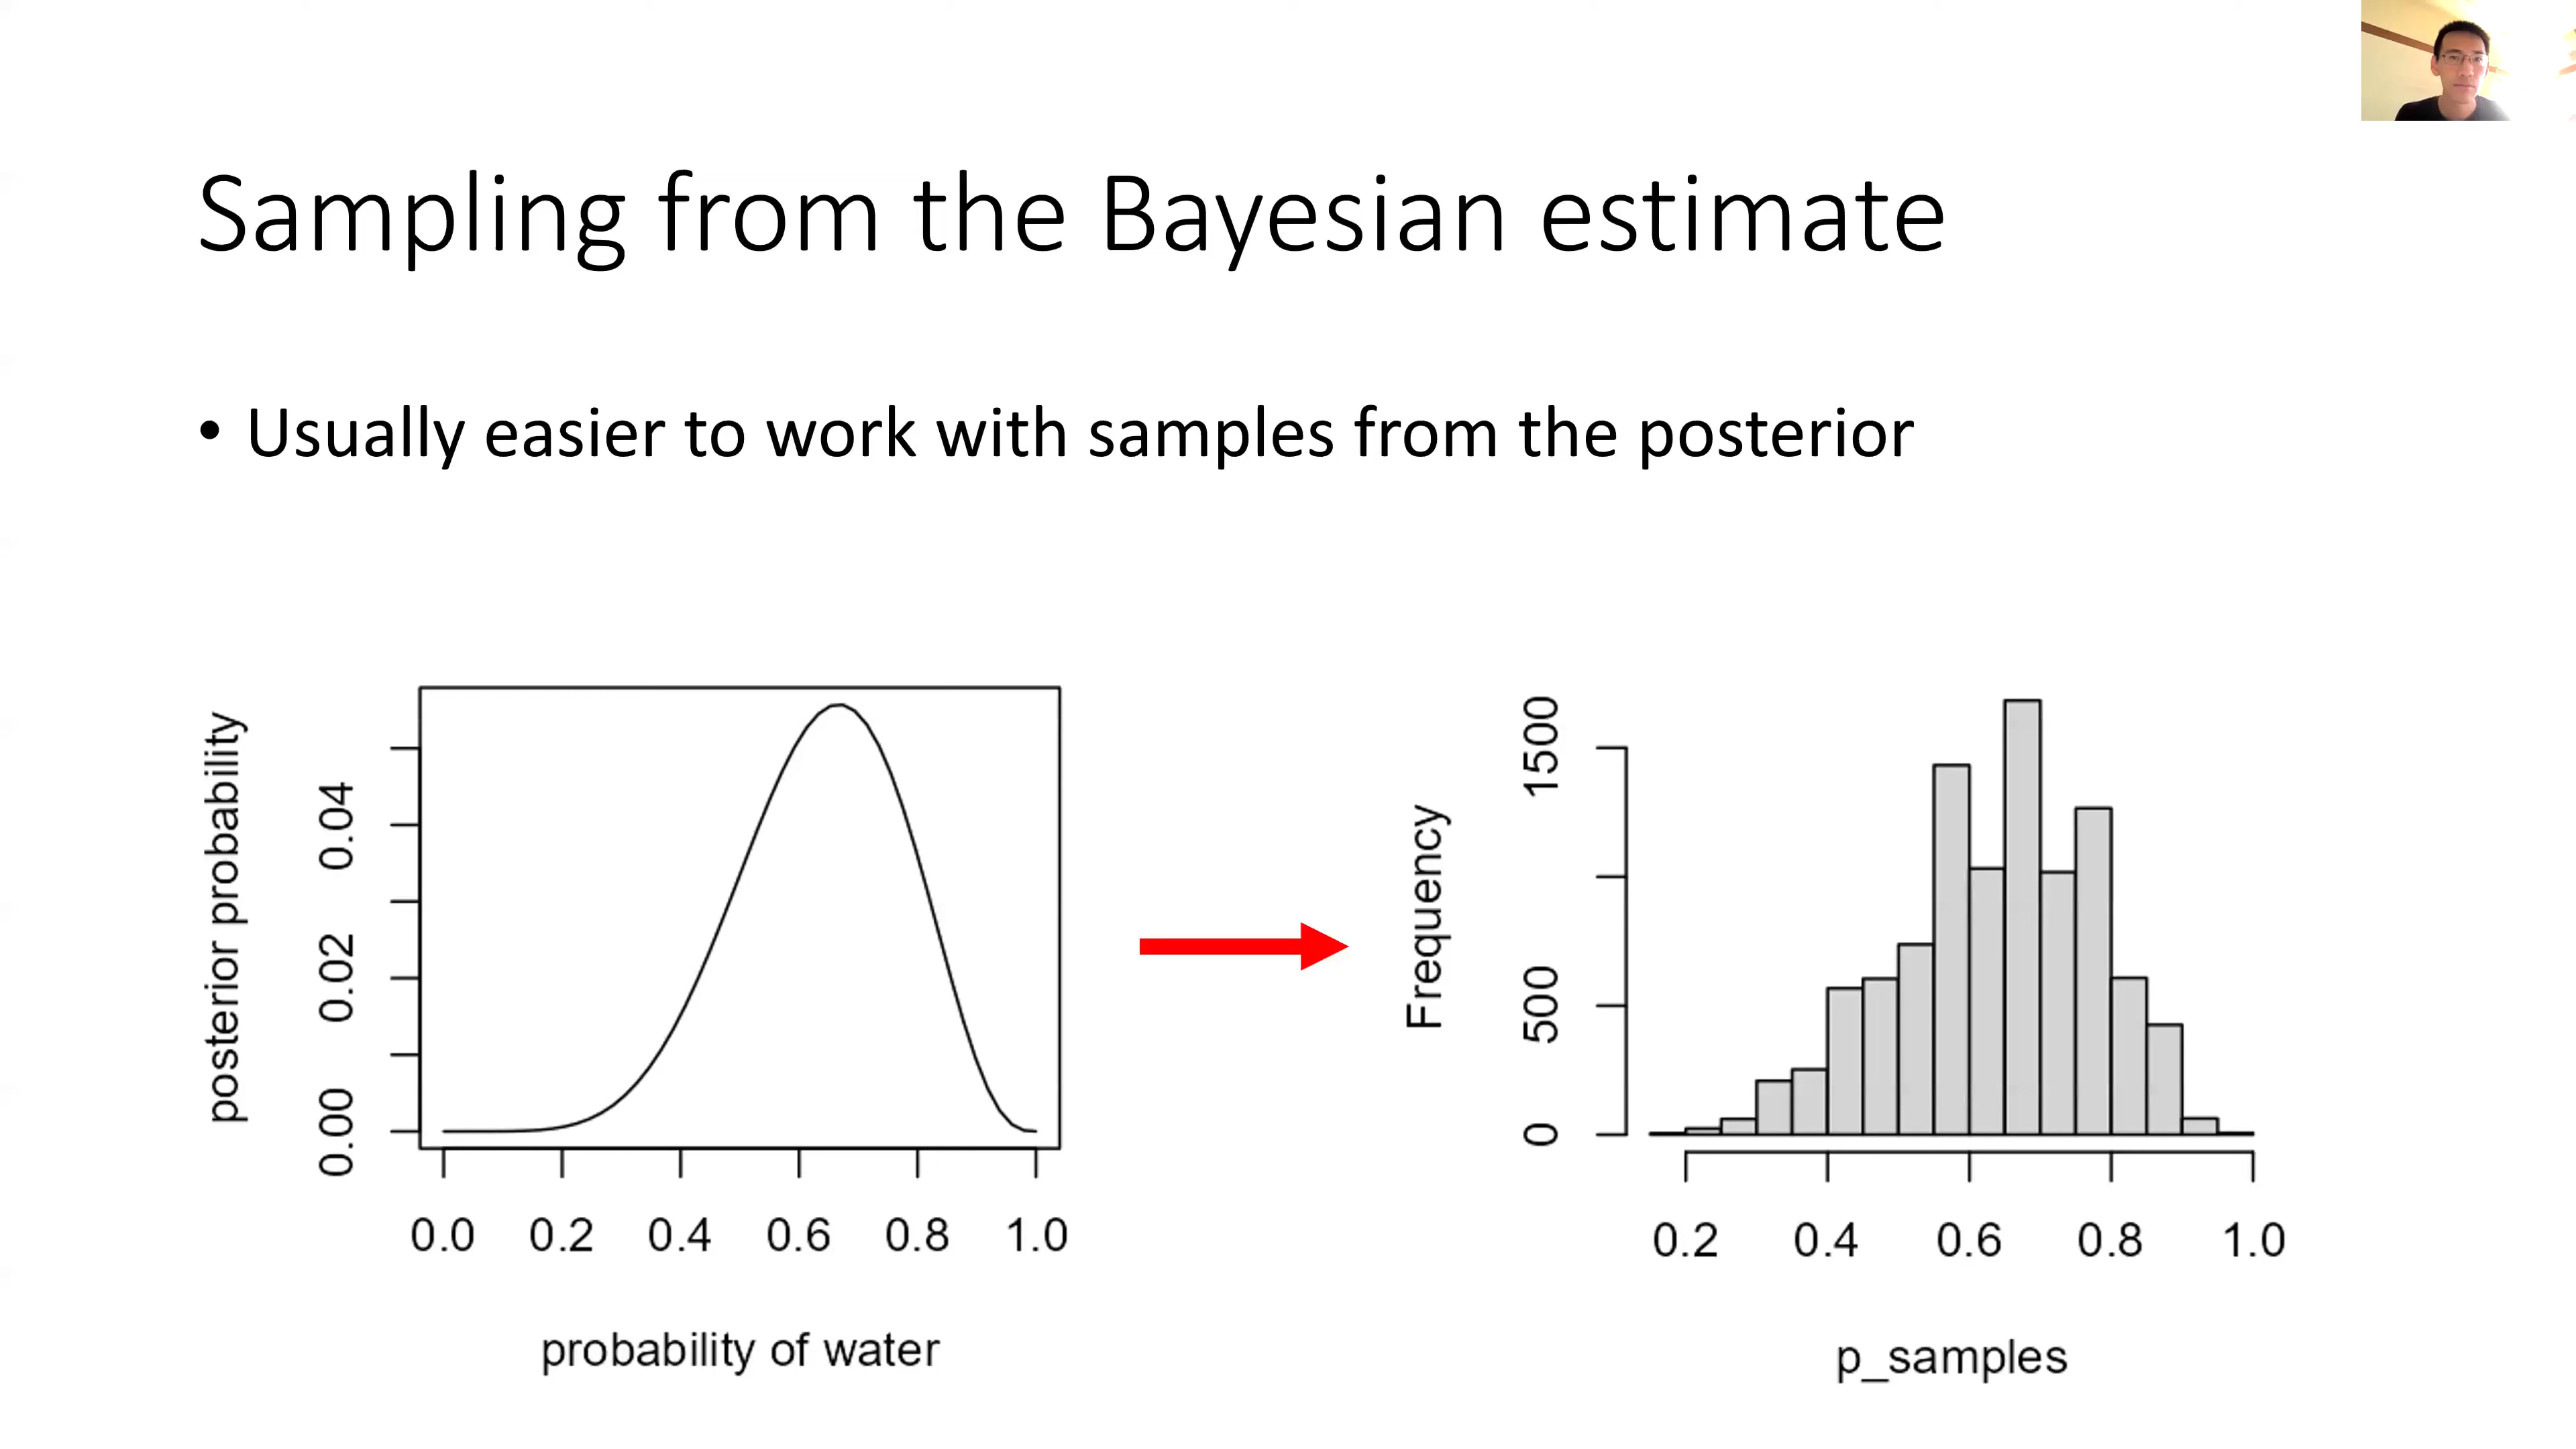 Sampling from the Bayesian estimate
• Usually easier to work with samples from the posterior
posterior probability
0.00 0.02 0.04
0.0 0.2 0.4 0.6 0.8 1.0
probability of water
Frequency
0 500 1500
0.2 0.4 0.6 0.8 1.0
p_samples